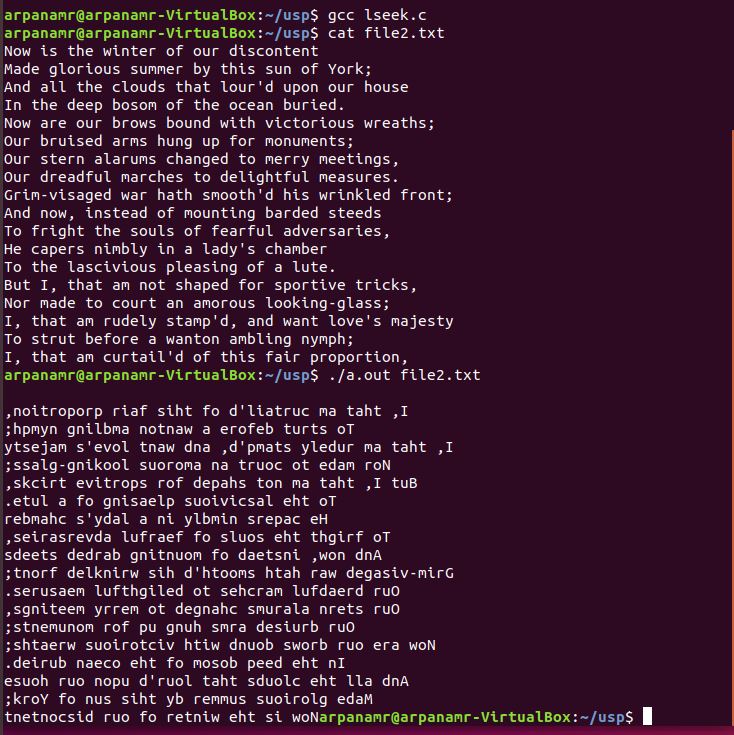 arpanamr@arpanamr-VirtualBox:~/usp$ gcc lseek.c
arpanamr@arpanamr-VirtualBox:~/usp$ cat file2.txt
Now is the winter of our discontent
Made glorious summer by this sun of York;
And all the clouds that lour'd upon our house
In the deep bosom of the ocean buried.
Now are our brows bound with victorious wreaths;
Our bruised arms hung up for monuments;
Our stern alarums changed to merry meetings,
Our dreadful marches to delightful measures.
Grim-visaged war hath smooth'd his wrinkled front;
And now, instead of mounting barded steeds
To fright the souls of fearful adversaries,
He capers nimbly in a lady's chamber
To the lascivious pleasing of a lute.
But I, that am not shaped for sportive tricks,
Nor made to court an amorous looking-glass;
I, that am rudely stamp'd, and want love's majesty
To strut before a wanton ambling nymph;
I, that am curtail'd of this fair proportion,
arpanamr@arpanamr-VirtualBox:~/usp$ ./a.out file2.txt

,noitroporp riaf siht fo d'liatruc ma taht ,I
;hpmyn gnilbma notnaw a erofeb turts oT
ytsejam s'evol tnaw dna ,d'pmats yledur ma taht ,I
;ssalg-gnikool suoroma na truoc ot edam roN
,skcirt evitrops rof depahs ton ma taht ,I tuB
.etul a fo gnisaelp suoivicsal eht oT
rebmahc s'ydal a ni ylbmin srepac eH
,seirasrevda lufraef fo sluos eht thgirf oT
sdeets dedrab gnitnuom fo daetsni ,won dnA
;tnorf delknirw sih d'htooms htah raw degasiv-mirG
.serusaem lufthgiled ot sehcram lufdaerd ruO
,sgniteem yrrem ot degnahc smurala nrets ruO
;stnemunom rof pu gnuh smra desiurb ruO
;shtaerw suoirotciv htiw dnuob sworb ruo era woN
.deirub naeco eht fo mosob peed eht nI
esuoh ruo nopu d'ruol taht sduolc eht lla dnA
;kroY fo nus siht yb remmus suoirolg edaM
tnetnocsid ruo fo retniw eht si woNarpanamr@arpanamr-VirtualBox:~/usp$